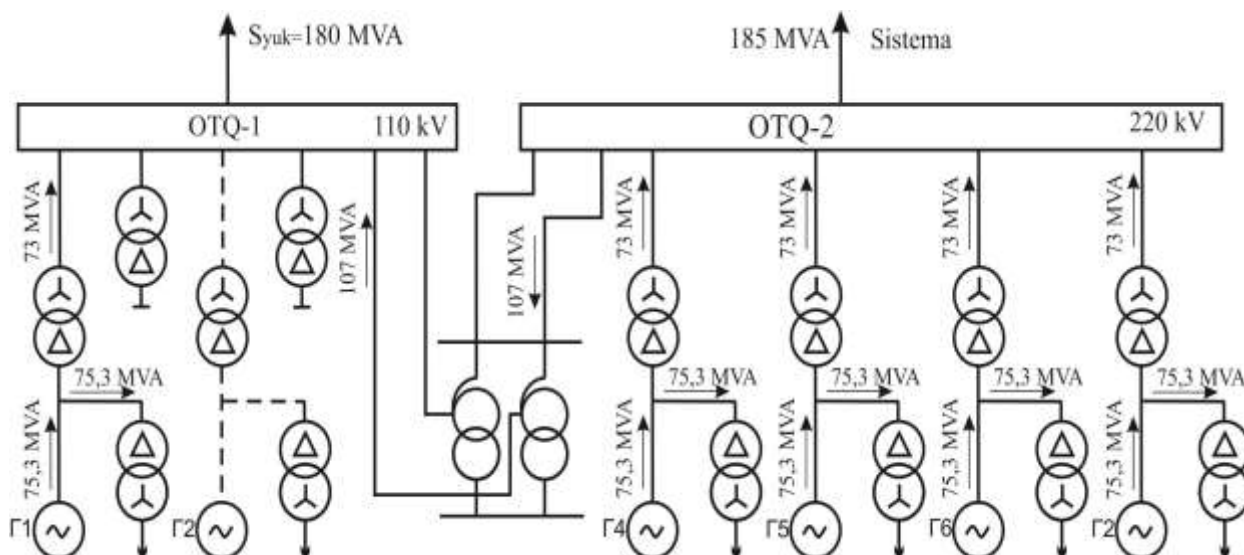 Syuk=180 MVA
185 MVA Sistema
OTQ-1 110 kV
OTQ-2 220 kV
73 MVA
107 MVA
107 MVA
73 MVA
73 MVA
73 MVA
73 MVA
75,3 MVA
75,3 MVA
75,3 MVA
75,3 MVA
75,3 MVA
75,3 MVA
75,3 MVA
75,3 MVA
75,3 MVA
75,3 MVA
Г1
Г2
Г4
Г5
Г6
Г2